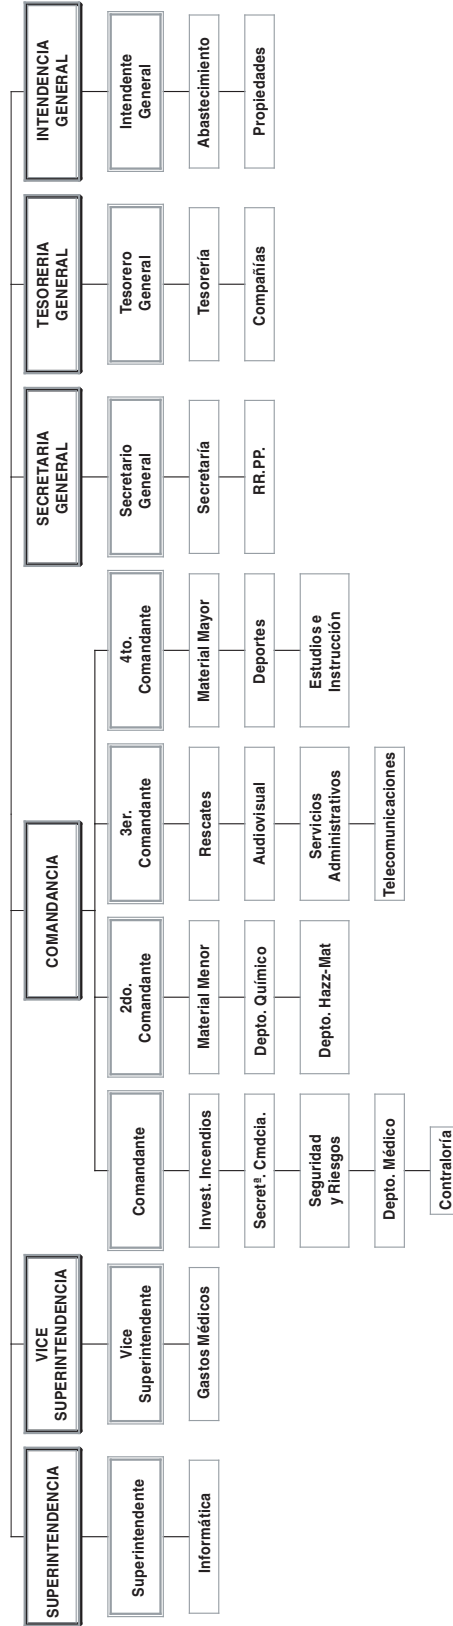 SUPERINTENDENCIA
Superintendente
Informática
VICE
SUPERINTENDENCIA
Vice
Superintendente
Gastos Médicos
COMANDANCIA
Comandante
Invest. Incendios
Secretª. Cmdcia.
Seguridad
y Riesgos
Depto. Médico
Contraloría
2do.
Comandante
Material Menor
Depto. Químico
Depto. Hazz-Mat
3er.
Comandante
Rescates
Audiovisual
Servicios
Administrativos
Telecomunicaciones
4to.
Comandante
Material Mayor
Deportes
Estudios e
Instrucción
SECRETARIA
GENERAL
Secretario
General
Secretaría
RR.PP.
TESORERIA
GENERAL
Tesorero
General
Tesorería
Compañías
INTENDENCIA
GENERAL
Intendente
General
Abastecimiento
Propiedades